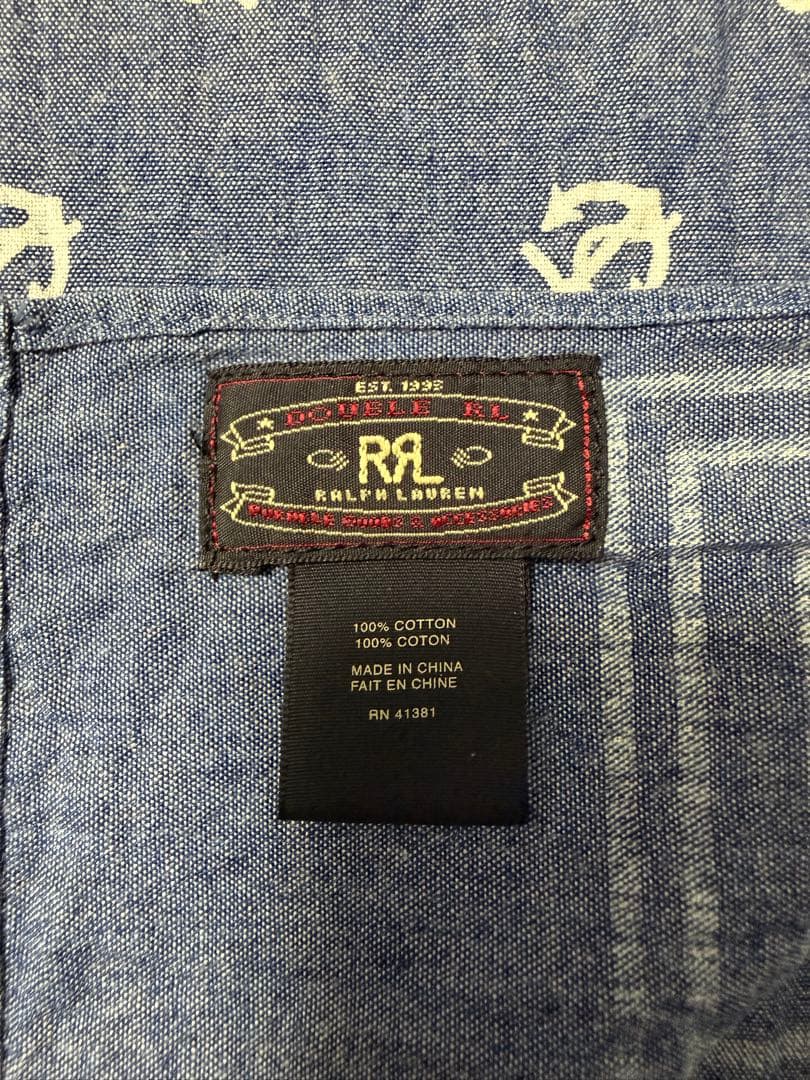 EST. 1993
DOUBLE RL
RRL
RALPH LAUREN
& ACCESSORIES
100% COTTON
100% COTON
MADE IN CHINA
FAIT EN CHINE
RN 41381